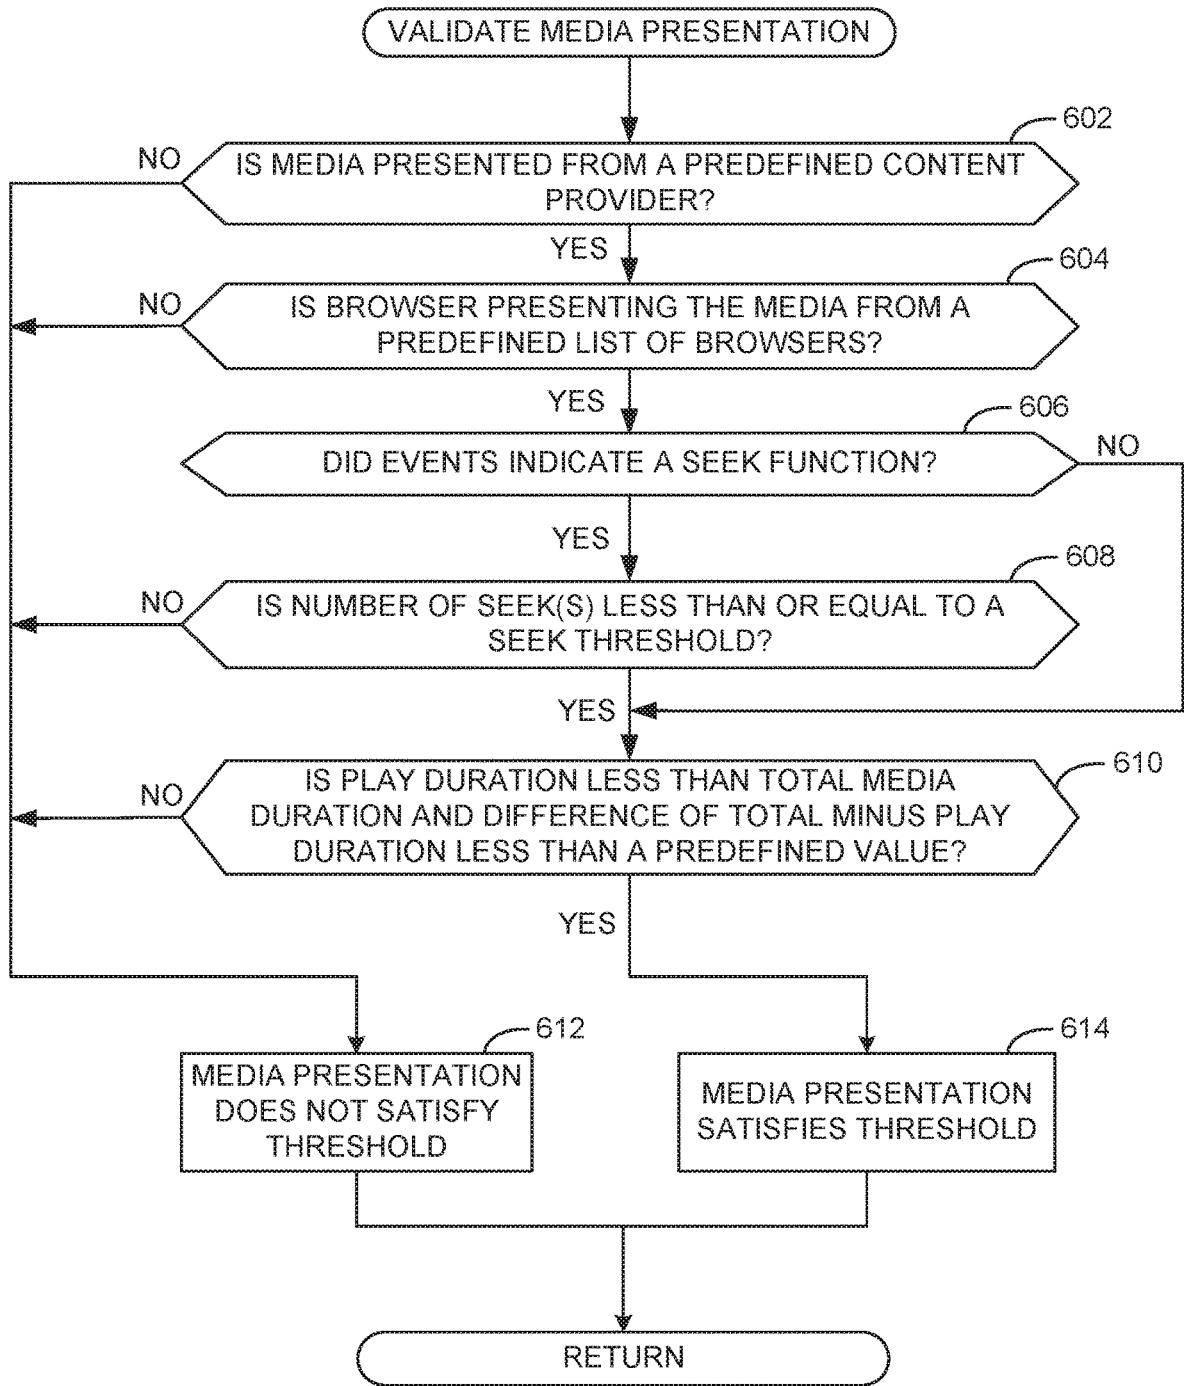 VALIDATE MEDIA PRESENTATION
602
NO
IS MEDIA PRESENTED FROM A PREDEFINED CONTENT
PROVIDER?
YES
604
NO
IS BROWSER PRESENTING THE MEDIA FROM A
PREDEFINED LIST OF BROWSERS?
YES
606
DID EVENTS INDICATE A SEEK FUNCTION?
NO
YES
608
NO
IS NUMBER OF SEEK(S) LESS THAN OR EQUAL TO A
SEEK THRESHOLD?
YES
610
NO
IS PLAY DURATION LESS THAN TOTAL MEDIA
DURATION AND DIFFERENCE OF TOTAL MINUS PLAY
DURATION LESS THAN A PREDEFINED VALUE?
YES
612
MEDIA PRESENTATION
DOES NOT SATISFY
THRESHOLD
614
MEDIA PRESENTATION
SATISFIES THRESHOLD
RETURN